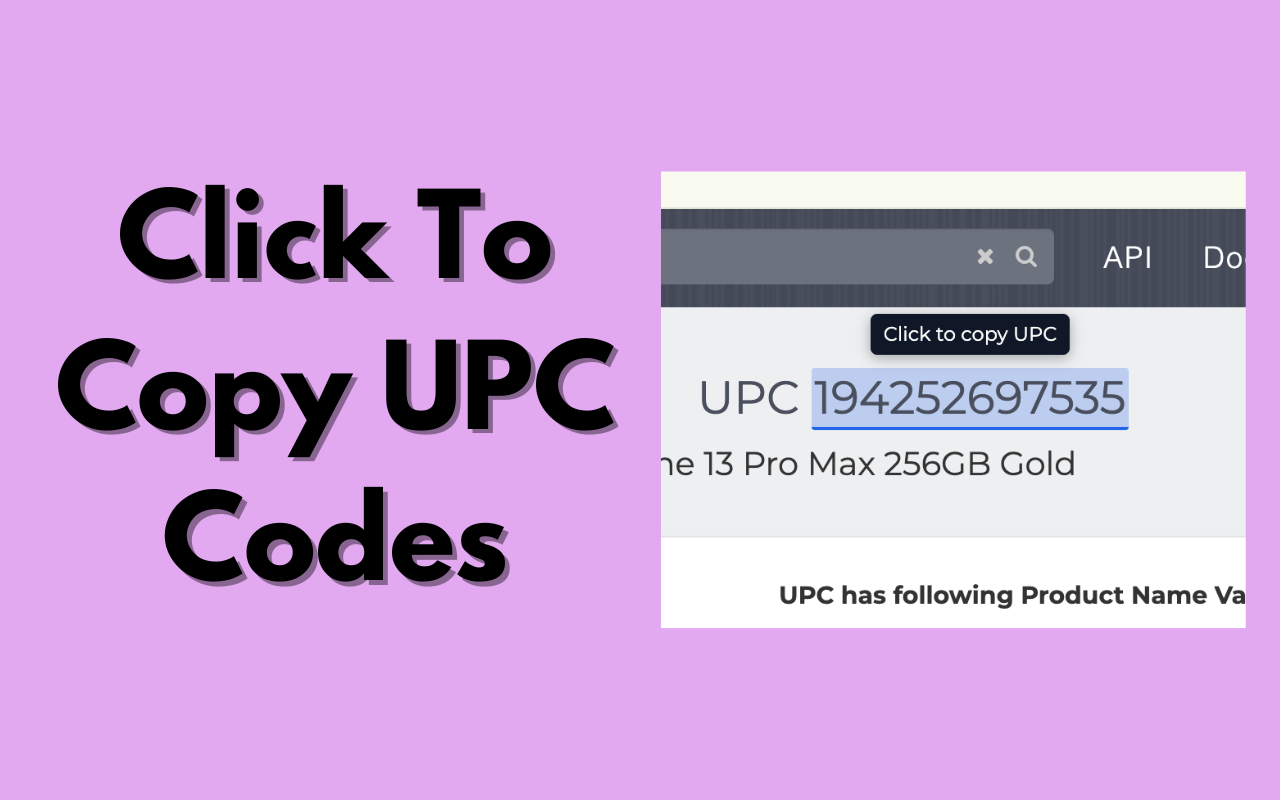 Click To
Copy UPC
Codes
API
Click to copy UPC
UPC 194252697535
13 Pro Max 256GB Gold
UPC has following Product Name